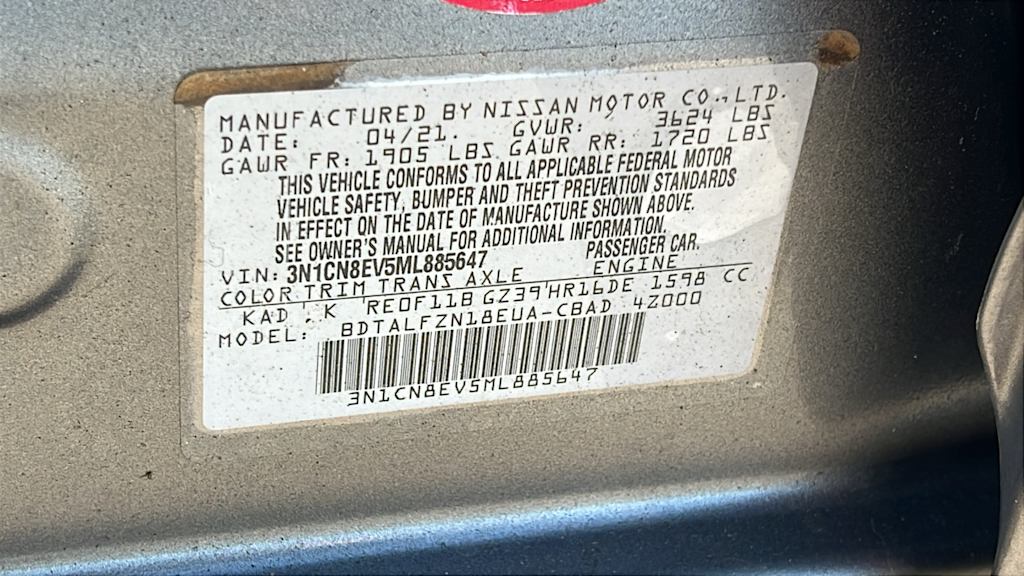 MANUFACTURED BY NISSAN MOTOR CO., LTD.
DATE: 04/21. GVWR: 3624 LBS
GAWR FR: 1905 LBS GAWR RR: 1720 LBS
THIS VEHICLE CONFORMS TO ALL APPLICABLE FEDERAL MOTOR
VEHICLE SAFETY, BUMPER AND THEFT PREVENTION STANDARDS
IN EFFECT ON THE DATE OF MANUFACTURE SHOWN ABOVE.
SEE OWNER'S MANUAL FOR ADDITIONAL INFORMATION.
VIN: 3N1CN8EV5ML885647 PASSENGER CAR.
COLOR TRIM TRANS AXLE ENGINE
KAD K RE0F11B GZ39 HR16DE 1598 CC
MODEL: BDTALFZN18EUA-CBAD 4Z000
3N1CN8EV5ML885647